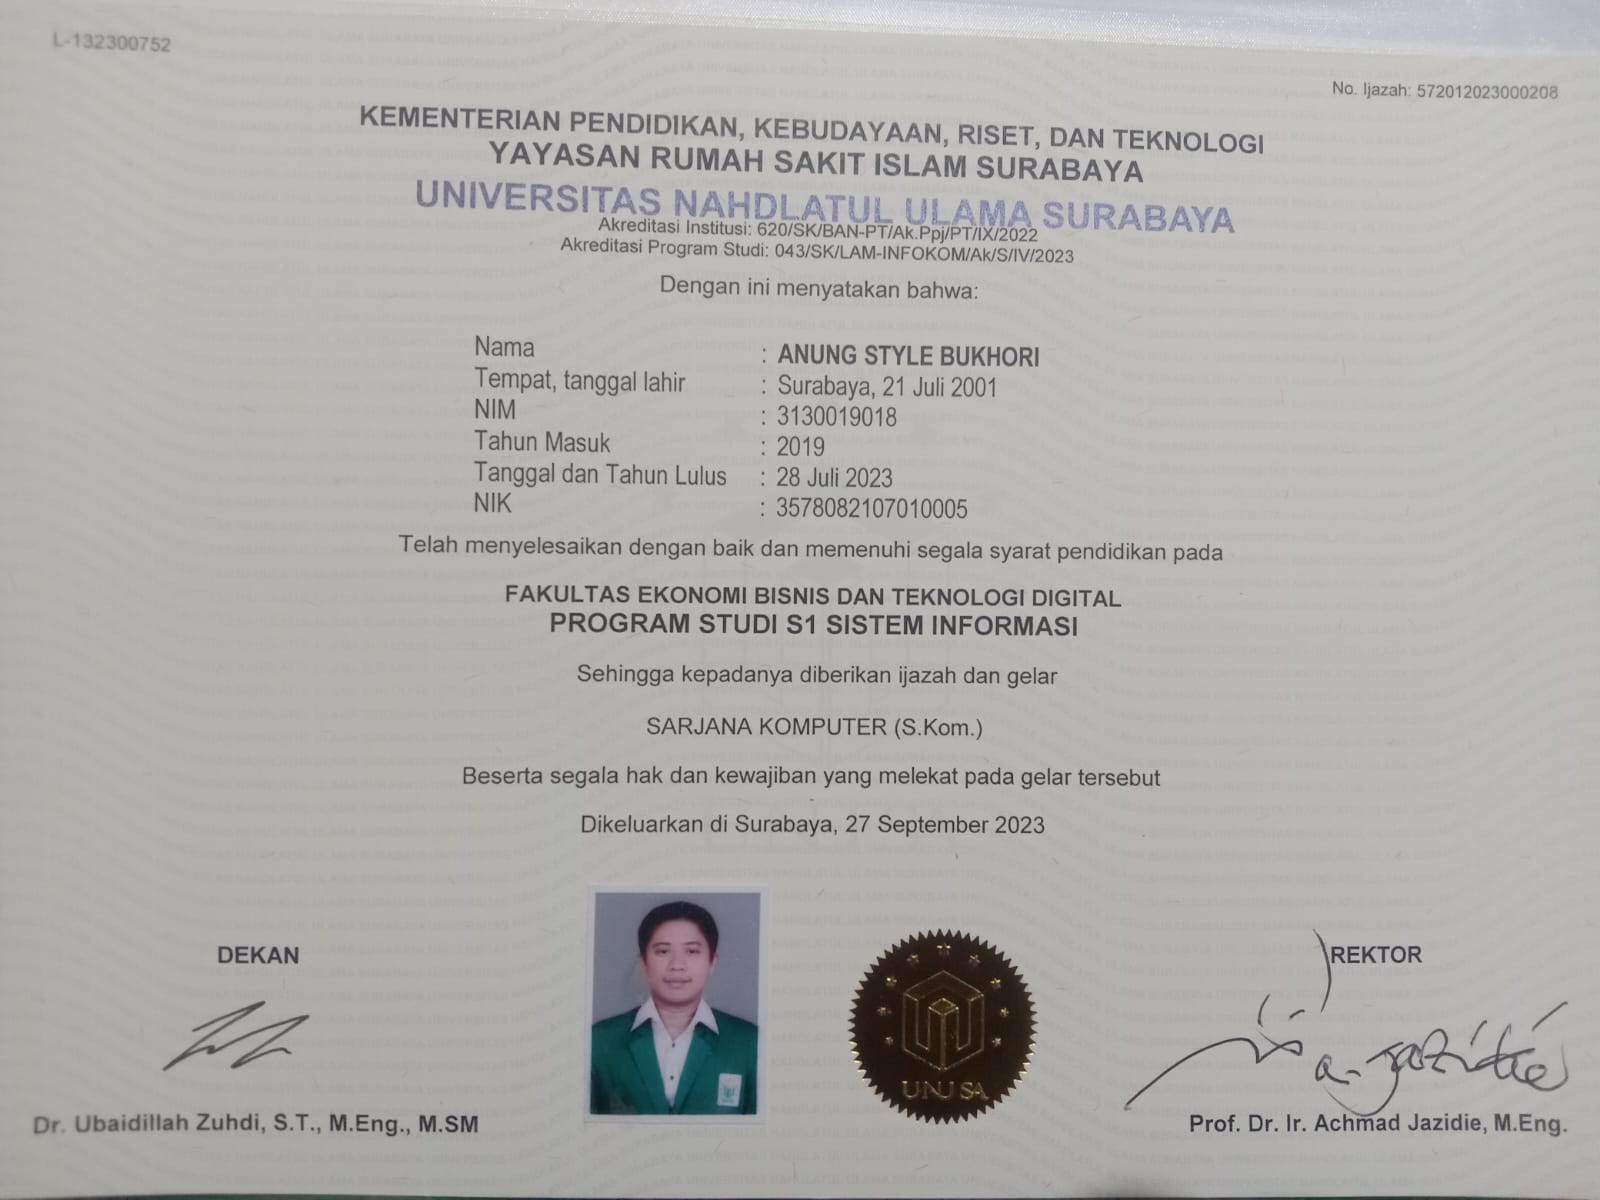 L-132300752
No. Ijazah: 572012023000208
KEMENTERIAN PENDIDIKAN, KEBUDAYAAN, RISET, DAN TEKNOLOGI
YAYASAN RUMAH SAKIT ISLAM SURABAYA
UNIVERSITAS NAHDLATUL ULAMA SURABAYA
Akreditasi Institusi: 620/SK/BAN-PT/Ak.Ppj/PT/IX/2022
Akreditasi Program Studi: 043/SK/LAM-INFOKOM/Ak/S/IV/2023
Dengan ini menyatakan bahwa:
Nama : ANUNG STYLE BUKHORI
Tempat, tanggal lahir : Surabaya, 21 Juli 2001
NIM : 3130019018
Tahun Masuk : 2019
Tanggal dan Tahun Lulus : 28 Juli 2023
NIK : 3578082107010005
Telah menyelesaikan dengan baik dan memenuhi segala syarat pendidikan pada
FAKULTAS EKONOMI BISNIS DAN TEKNOLOGI DIGITAL
PROGRAM STUDI S1 SISTEM INFORMASI
Sehingga kepadanya diberikan ijazah dan gelar
SARJANA KOMPUTER (S.Kom.)
Beserta segala hak dan kewajiban yang melekat pada gelar tersebut
Dikeluarkan di Surabaya, 27 September 2023
DEKAN
REKTOR
UNUSA
a. Jazidie
Dr. Ubaidillah Zuhdi, S.T., M.Eng., M.SM
Prof. Dr. Ir. Achmad Jazidie, M.Eng.